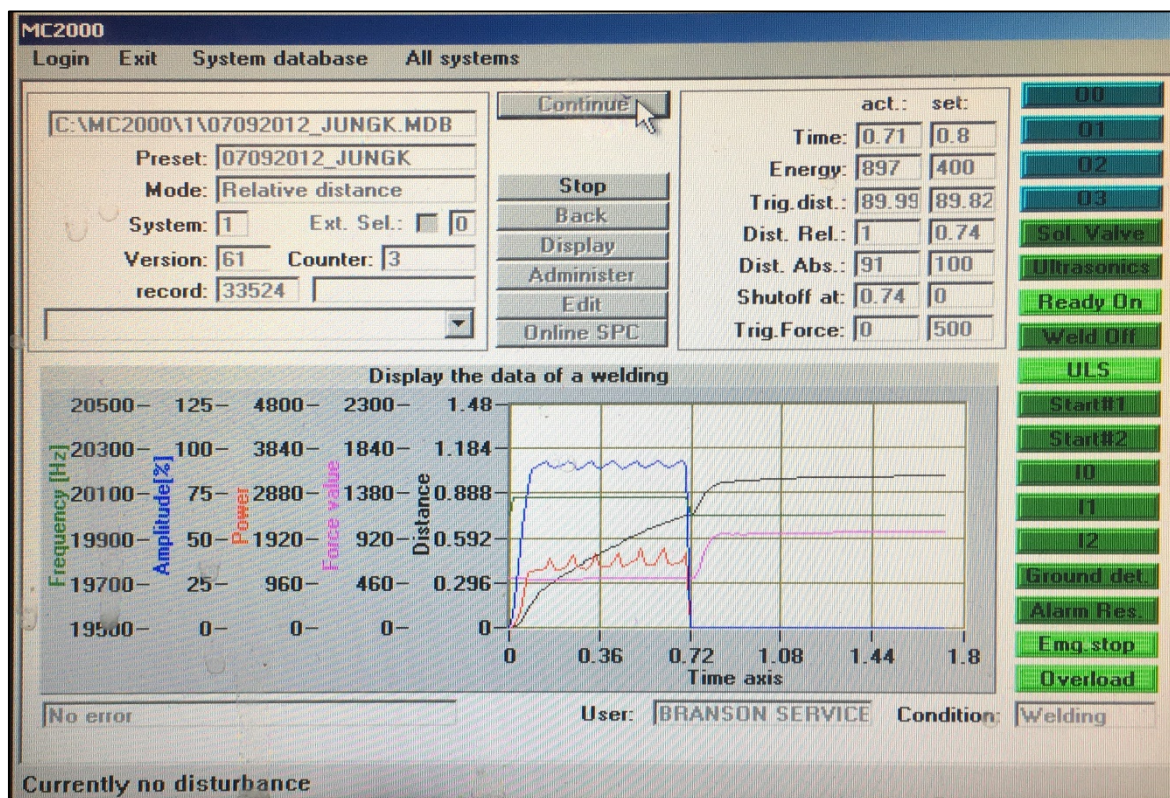 MC2000
Login Exit System database All systems
C:\MC2000\1\07092012_JUNGK.MDB
Preset: 07092012_JUNGK
Mode: Relative distance
System: 1 Ext. Sel.: 0
Version: 61 Counter: 3
record: 33524
Continue
Stop
Back
Display
Administer
Edit
Online SPC
act.: set:
Time: 0.71 0.8
Energy: 897 400
Trig.dist.: 89.99 89.82
Dist. Rel.: 1 0.74
Dist. Abs.: 91 100
Shutoff at: 0.74 0
Trig.Force: 0 500
O0
O1
O2
O3
Sol. Valve
Ultrasonics
Ready On
Weld Off
ULS
Start#1
Start#2
I0
I1
I2
Ground det.
Alarm Res.
Emg.stop
Overload
Display the data of a welding
Frequency [Hz]
Amplitude[%]
Power
Force value
Distance
20500 125 4800 2300 1.48
20300 100 3840 1840 1.184
20100 75 2880 1380 0.888
19900 50 1920 920 0.592
19700 25 960 460 0.296
19500 0 0 0 0
0 0.36 0.72 1.08 1.44 1.8
Time axis
No error User: BRANSON SERVICE Condition: Welding
Currently no disturbance